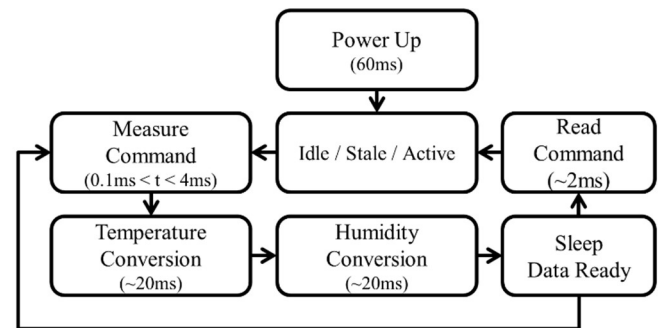 Power Up
(60ms)
Measure
Command
(0.1ms < t < 4ms)
Idle / Stale / Active
Read
Command
(~2ms)
Temperature
Conversion
(~20ms)
Humidity
Conversion
(~20ms)
Sleep
Data Ready